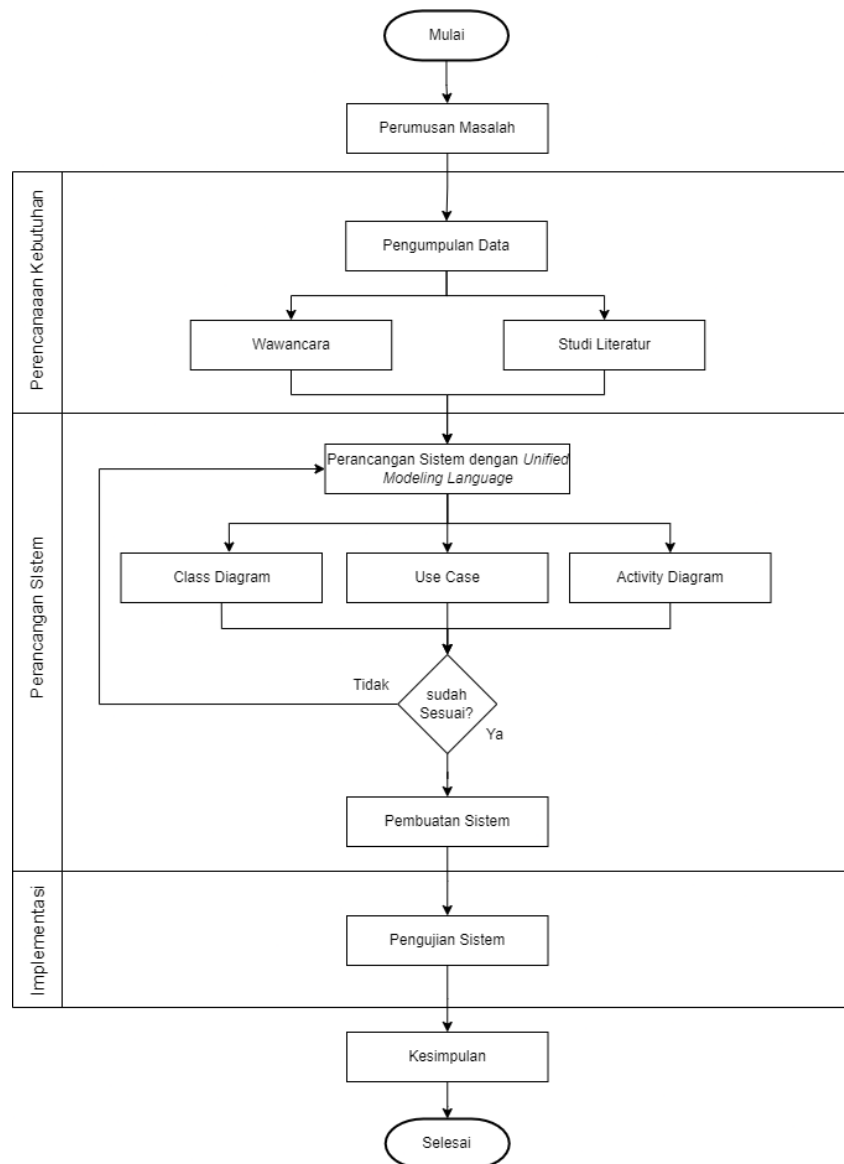 Mulai
Perumusan Masalah
Perencanaaan Kebutuhan
Pengumpulan Data
Wawancara
Studi Literatur
Perancangan SIstem
Perancangan Sistem dengan Unified
Modeling Language
Class Diagram
Use Case
Activity Diagram
Tidak
sudah
Sesuai?
Ya
Pembuatan Sistem
Implementasi
Pengujian Sistem
Kesimpulan
Selesai